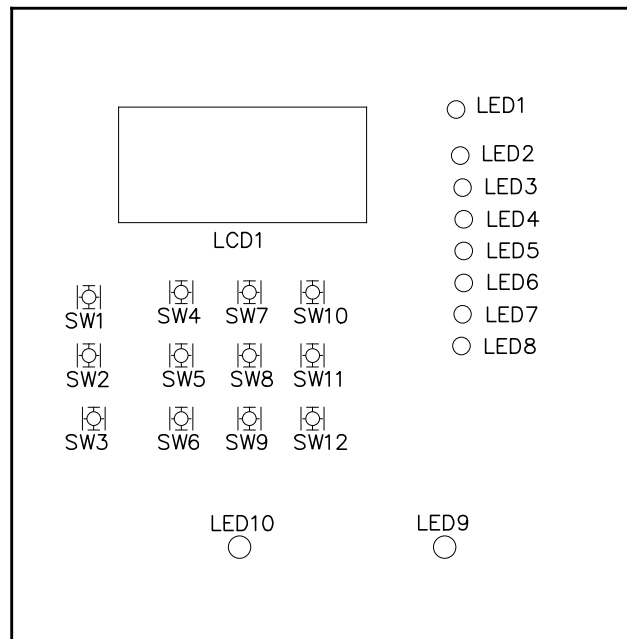 LED1
LED2
LED3
LED4
LED5
LED6
LED7
LED8
LCD1
SW1 SW4 SW7 SW10
SW2 SW5 SW8 SW11
SW3 SW6 SW9 SW12
LED10 LED9